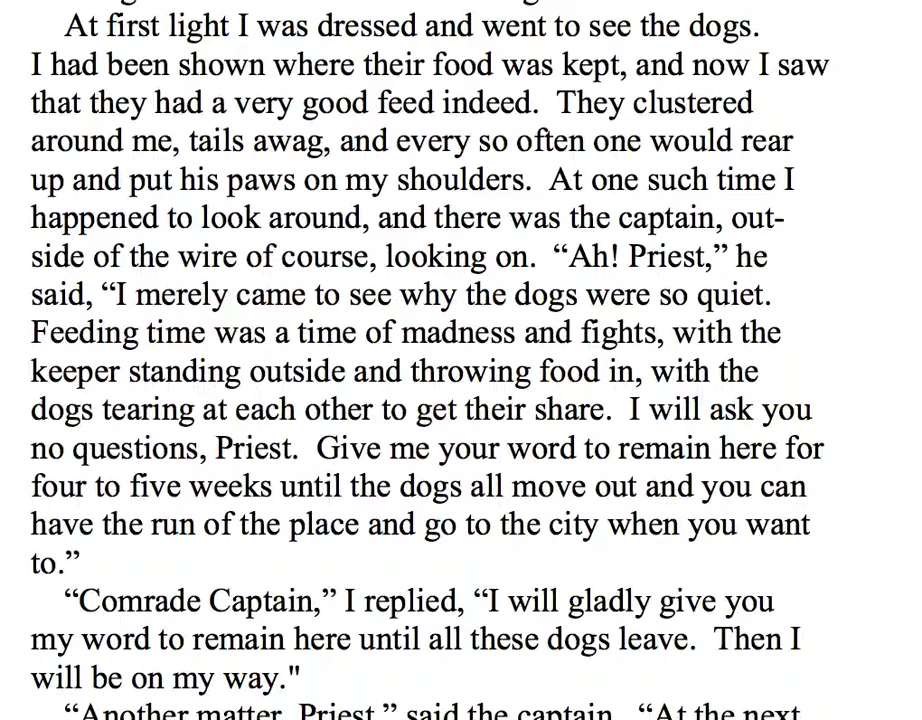 At first light I was dressed and went to see the dogs.
I had been shown where their food was kept, and now I saw
that they had a very good feed indeed.  They clustered
around me, tails awag, and every so often one would rear
up and put his paws on my shoulders.  At one such time I
happened to look around, and there was the captain, out-
side of the wire of course, looking on.  “Ah! Priest,” he
said, “I merely came to see why the dogs were so quiet.
Feeding time was a time of madness and fights, with the
keeper standing outside and throwing food in, with the
dogs tearing at each other to get their share.  I will ask you
no questions, Priest.  Give me your word to remain here for
four to five weeks until the dogs all move out and you can
have the run of the place and go to the city when you want
to.”
“Comrade Captain,” I replied, “I will gladly give you
my word to remain here until all these dogs leave.  Then I
will be on my way."
“Another matter, Priest,” said the captain.  “At the next